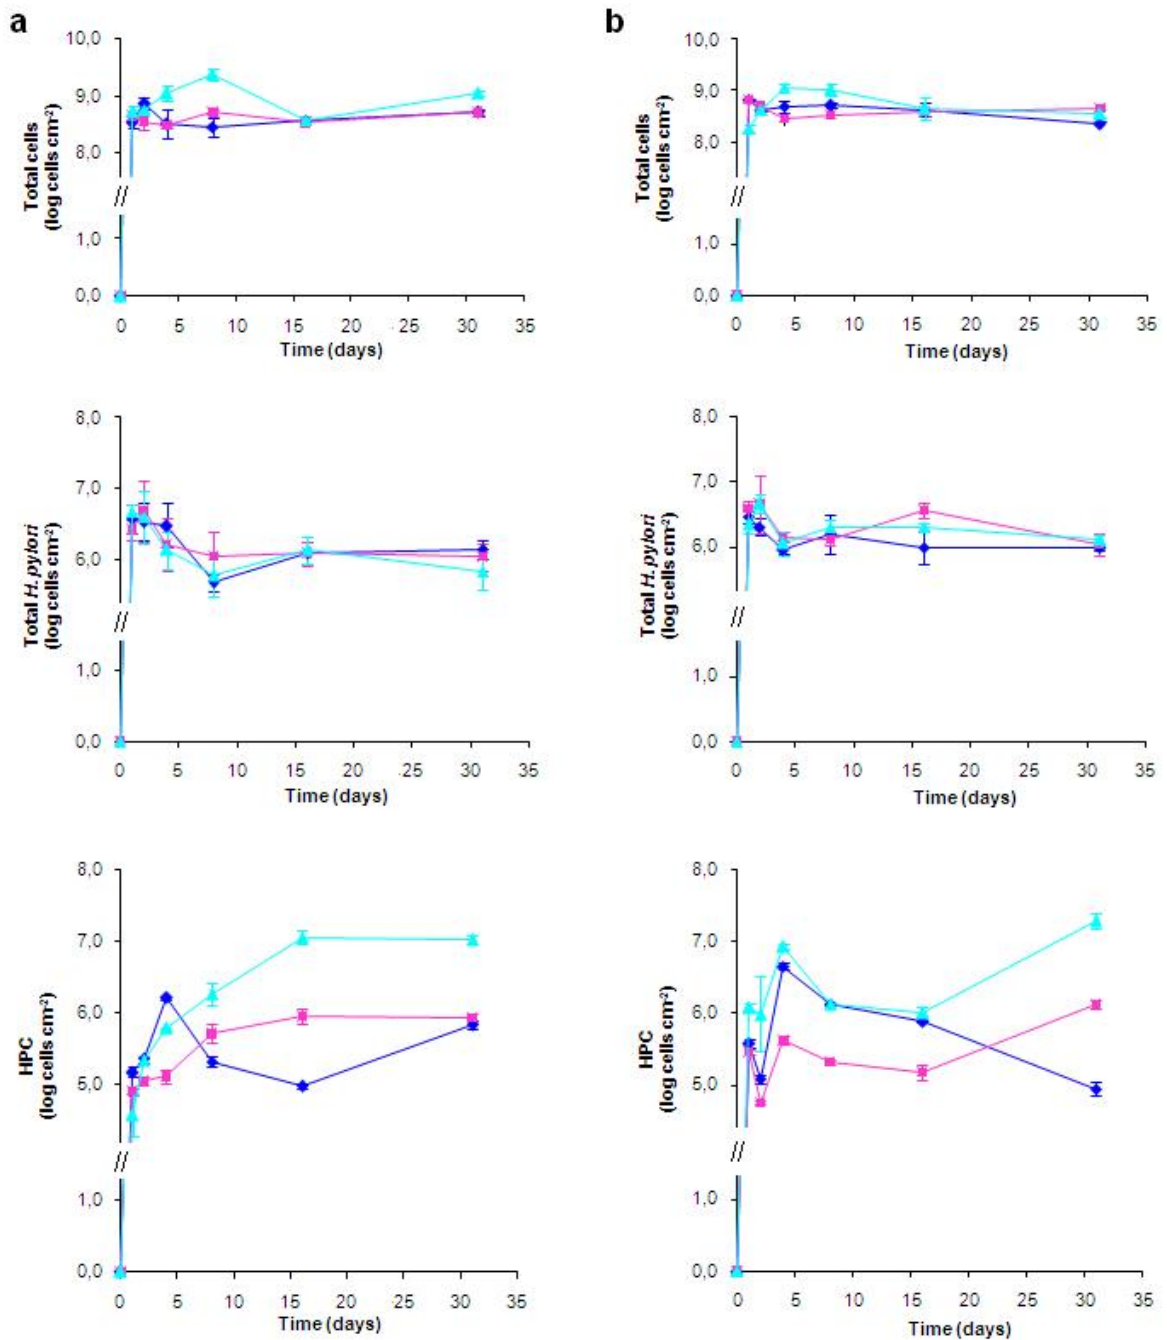 a
Total cells
(log cells cm-2)
10,0
9,0
8,0
//
1,0
0,0
0 5 10 15 20 25 30 35
Time (days)
b
Total cells
(log cells cm-2)
10,0
9,0
8,0
//
1,0
0,0
0 5 10 15 20 25 30 35
Time (days)
Total H. pylori
(log cells cm-2)
8,0
7,0
6,0
//
1,0
0,0
0 5 10 15 20 25 30 35
Time (days)
Total H. pylori
(log cells cm-2)
8,0
7,0
6,0
//
1,0
0,0
0 5 10 15 20 25 30 35
Time (days)
HPC
(log cells cm-2)
8,0
7,0
6,0
5,0
//
1,0
0,0
0 5 10 15 20 25 30 35
Time (days)
HPC
(log cells cm-2)
8,0
7,0
6,0
5,0
//
1,0
0,0
0 5 10 15 20 25 30 35
Time (days)